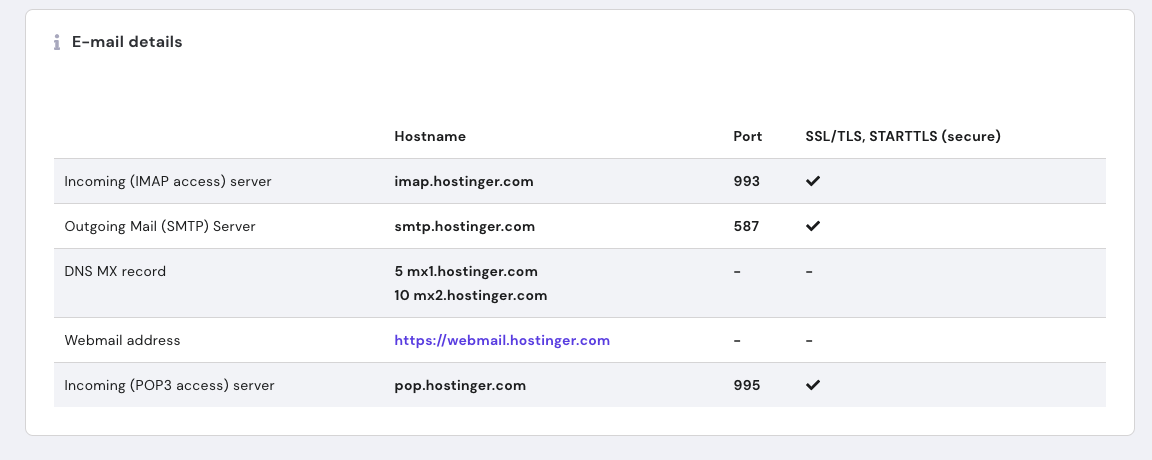 E-mail details
Hostname Port SSL/TLS, STARTTLS (secure)
Incoming (IMAP access) server imap.hostinger.com 993
Outgoing Mail (SMTP) Server smtp.hostinger.com 587
DNS MX record 5 mx1.hostinger.com - -
10 mx2.hostinger.com
Webmail address https://webmail.hostinger.com - -
Incoming (POP3 access) server pop.hostinger.com 995